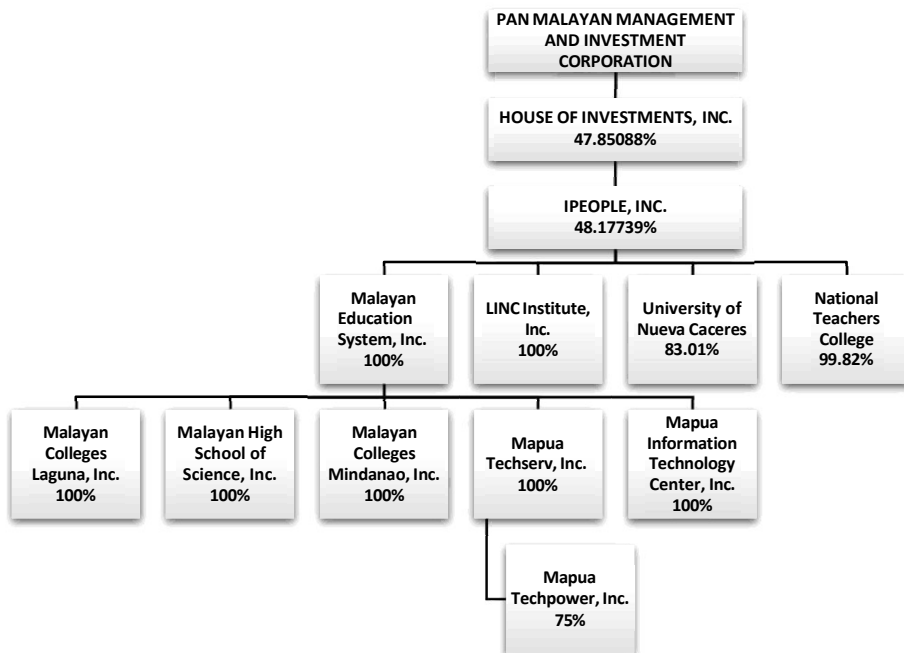 PAN MALAYAN MANAGEMENT
AND INVESTMENT
CORPORATION
HOUSE OF INVESTMENTS, INC.
47.85088%
IPEOPLE, INC.
48.17739%
Malayan
Education
System, Inc.
100%
LINC Institute,
Inc.
100%
University of
Nueva Caceres
83.01%
National
Teachers
College
99.82%
Malayan
Colleges
Laguna, Inc.
100%
Malayan High
School of
Science, Inc.
100%
Malayan
Colleges
Mindanao, Inc.
100%
Mapua
Techserv, Inc.
100%
Mapua
Information
Technology
Center, Inc.
100%
Mapua
Techpower, Inc.
75%